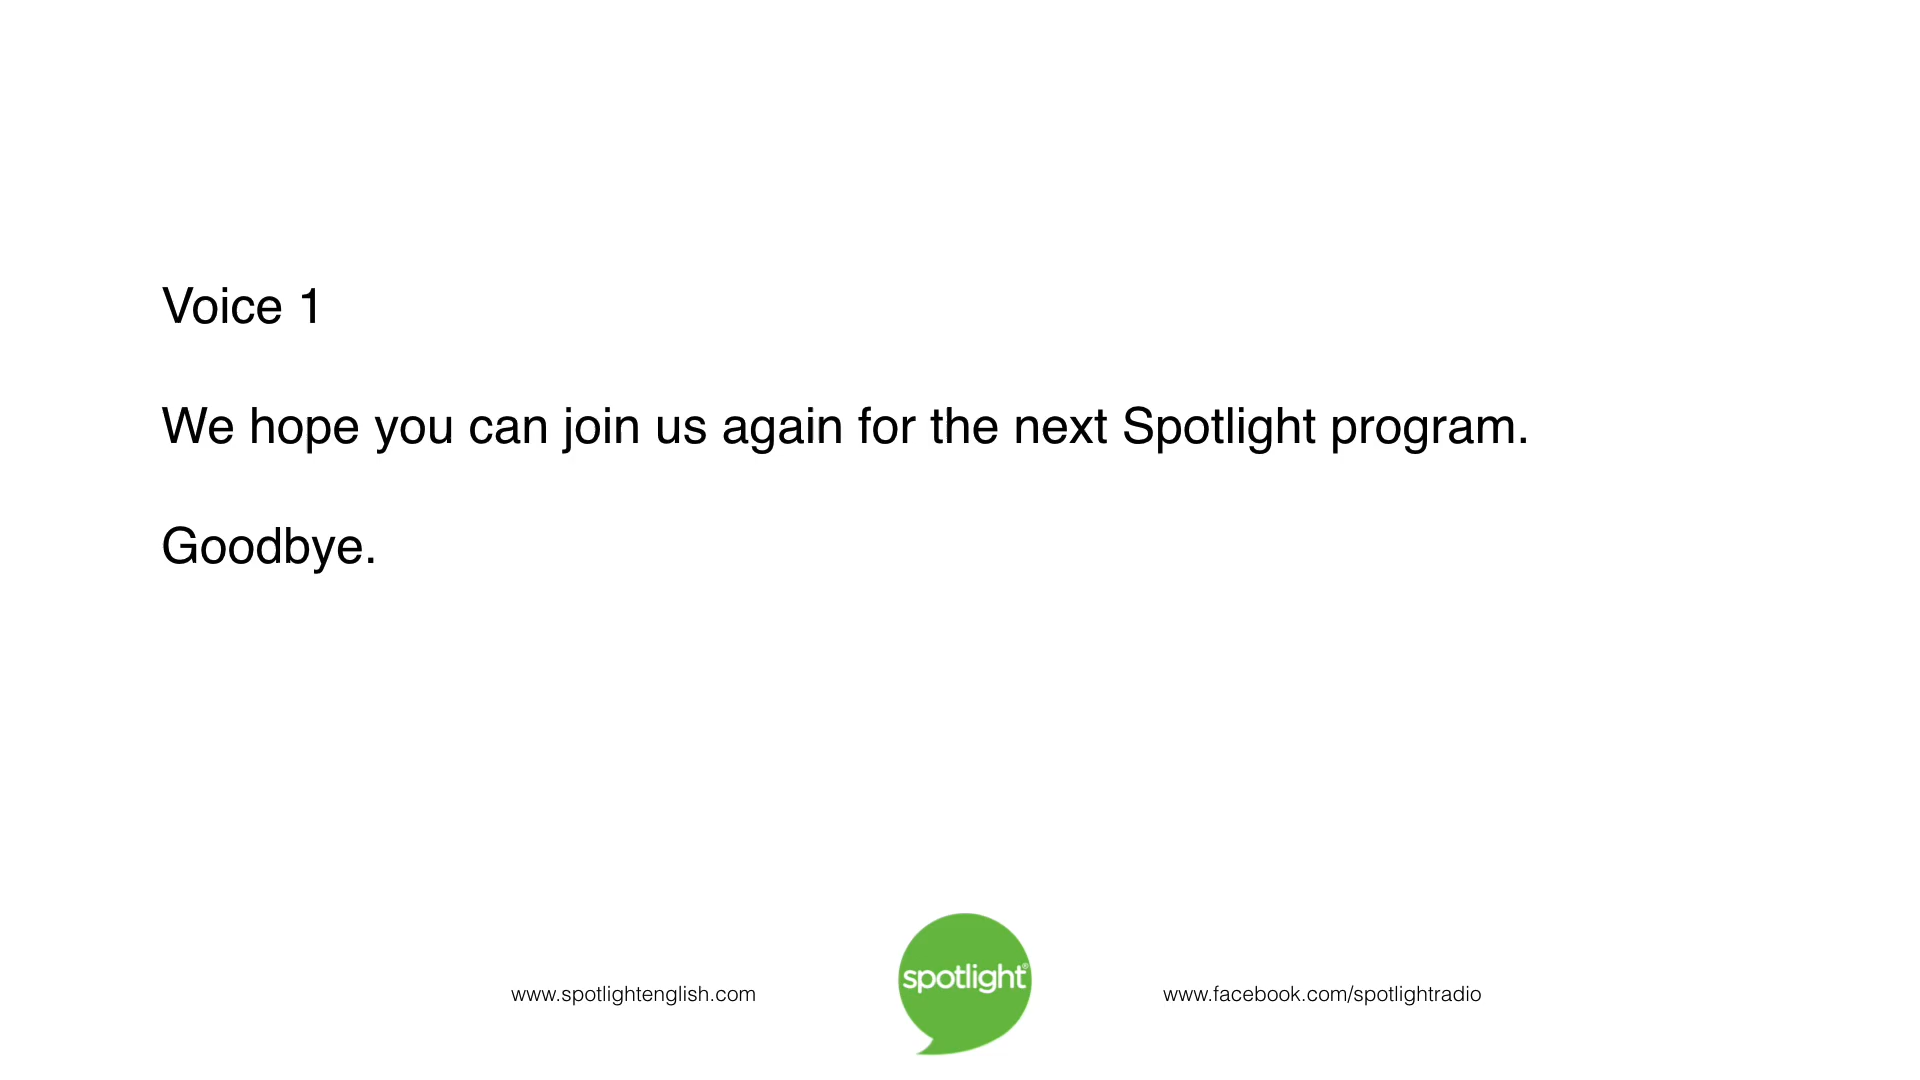 Voice 1
We hope you can join us again for the next Spotlight program.
Goodbye.
www.spotlightenglish.com
spotlight®
www.facebook.com/spotlightradio